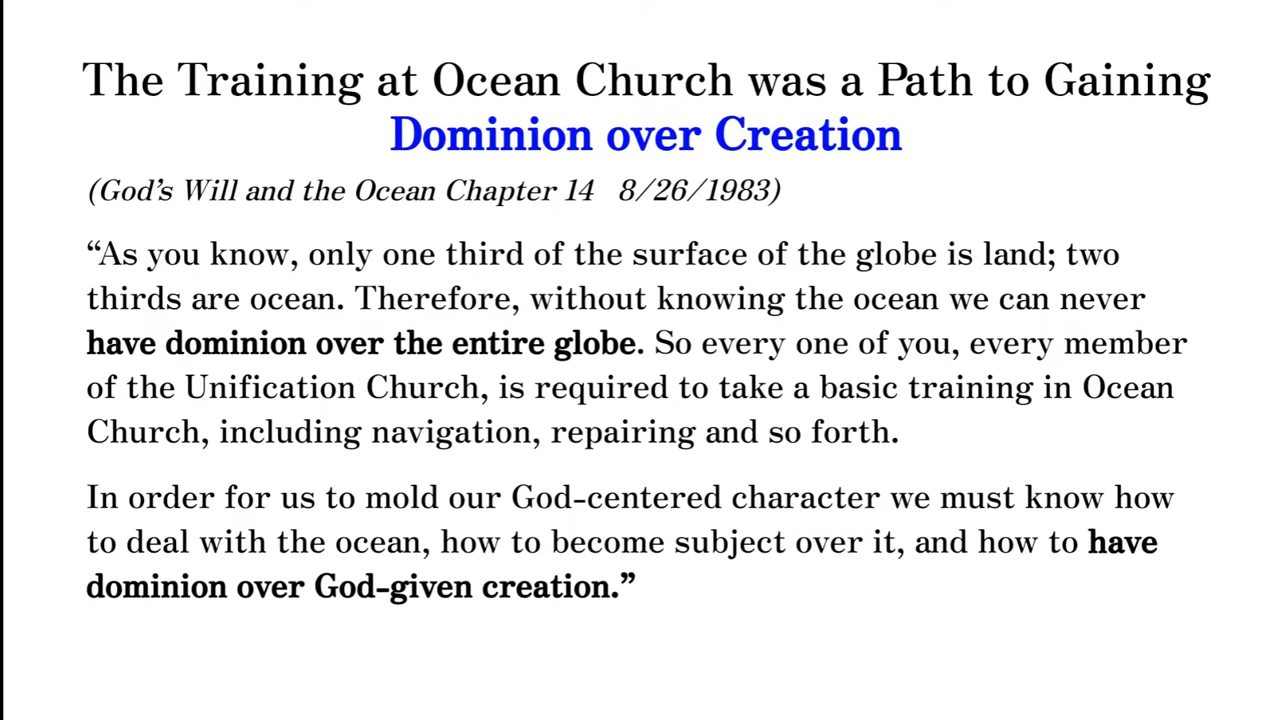 The Training at Ocean Church was a Path to Gaining
Dominion over Creation
(God’s Will and the Ocean Chapter 14 8/26/1983)
“As you know, only one third of the surface of the globe is land; two
thirds are ocean. Therefore, without knowing the ocean we can never
have dominion over the entire globe. So every one of you, every member
of the Unification Church, is required to take a basic training in Ocean
Church, including navigation, repairing and so forth.
In order for us to mold our God-centered character we must know how
to deal with the ocean, how to become subject over it, and how to have
dominion over God-given creation.”